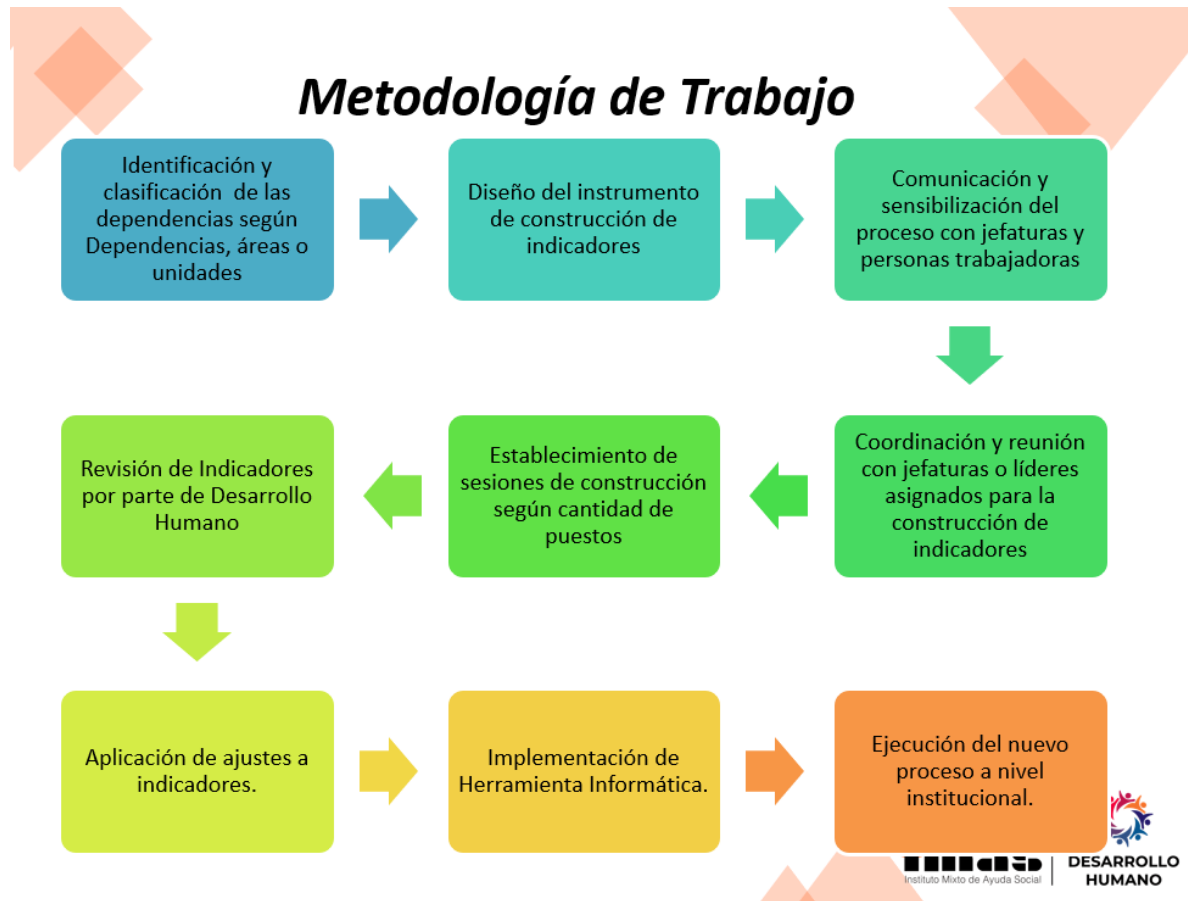 Metodología de Trabajo
Identificación y
clasificación de las
dependencias según
Dependencias, áreas o
unidades
Diseño del instrumento
de construcción de
indicadores
Comunicación y
sensibilización del
proceso con jefaturas y
personas trabajadoras
Coordinación y reunión
con jefaturas o líderes
asignados para la
construcción de
indicadores
Establecimiento de
sesiones de construcción
según cantidad de
puestos
Revisión de Indicadores
por parte de Desarrollo
Humano
Aplicación de ajustes a
indicadores.
Implementación de
Herramienta Informática.
Ejecución del nuevo
proceso a nivel
institucional.
imas
Instituto Mixto de Ayuda Social
DESARROLLO
HUMANO